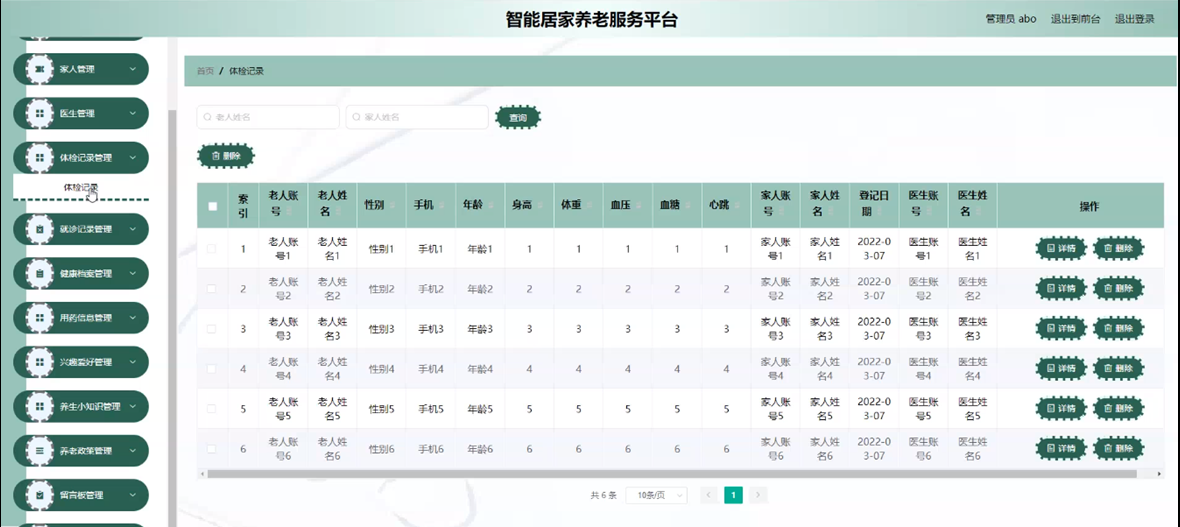 智能居家养老服务平台
管理员 abo 退出到前台 退出登录
家人管理
医生管理
体检记录管理
体检记录
就诊记录管理
健康档案管理
用药信息管理
兴趣爱好管理
养生小知识管理
养老政策管理
留言板管理
首页 / 体检记录
老人姓名 家人姓名 查询
删除
索引 老人账号 老人姓名 性别 手机 年龄 身高 体重 血压 血糖 心跳 家人账号 家人姓名 登记日期 医生账号 医生姓名 操作
1 老人账号1 老人姓名1 性别1 手机1 年龄1 1 1 1 1 1 家人账号1 家人姓名1 2022-03-07 医生账号1 医生姓名1 详情 删除
2 老人账号2 老人姓名2 性别2 手机2 年龄2 2 2 2 2 2 家人账号2 家人姓名2 2022-03-07 医生账号2 医生姓名2 详情 删除
3 老人账号3 老人姓名3 性别3 手机3 年龄3 3 3 3 3 3 家人账号3 家人姓名3 2022-03-07 医生账号3 医生姓名3 详情 删除
4 老人账号4 老人姓名4 性别4 手机4 年龄4 4 4 4 4 4 家人账号4 家人姓名4 2022-03-07 医生账号4 医生姓名4 详情 删除
5 老人账号5 老人姓名5 性别5 手机5 年龄5 5 5 5 5 5 家人账号5 家人姓名5 2022-03-07 医生账号5 医生姓名5 详情 删除
6 老人账号6 老人姓名6 性别6 手机6 年龄6 6 6 6 6 6 家人账号6 家人姓名6 2022-03-07 医生账号6 医生姓名6 详情 删除
共 6 条 10条/页 1